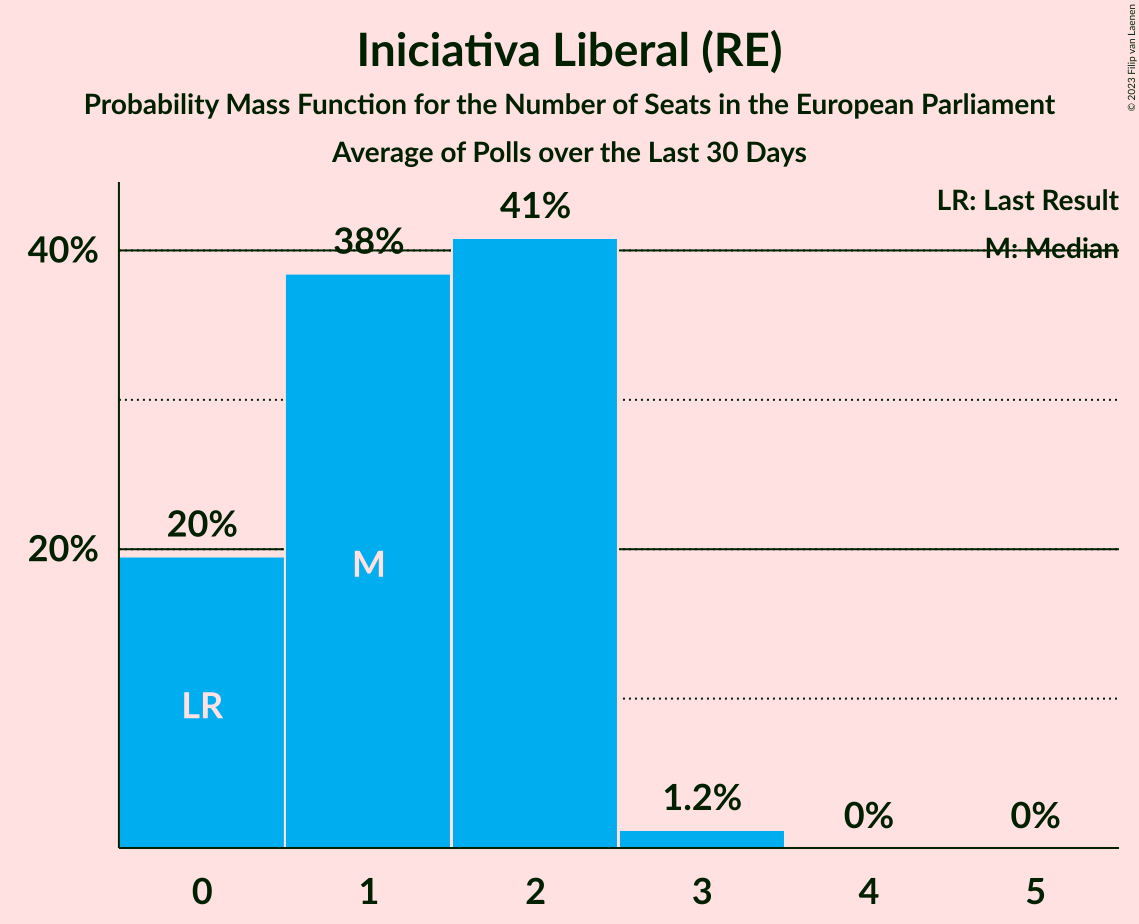 Iniciativa Liberal (RE)
Probability Mass Function for the Number of Seats in the European Parliament
Average of Polls over the Last 30 Days
© 2023 Filip van Laenen
LR: Last Result
M: Median
41%
38%
40%
20%
20%
M
LR
1.2%
0%
0%
0
1
2
3
4
5